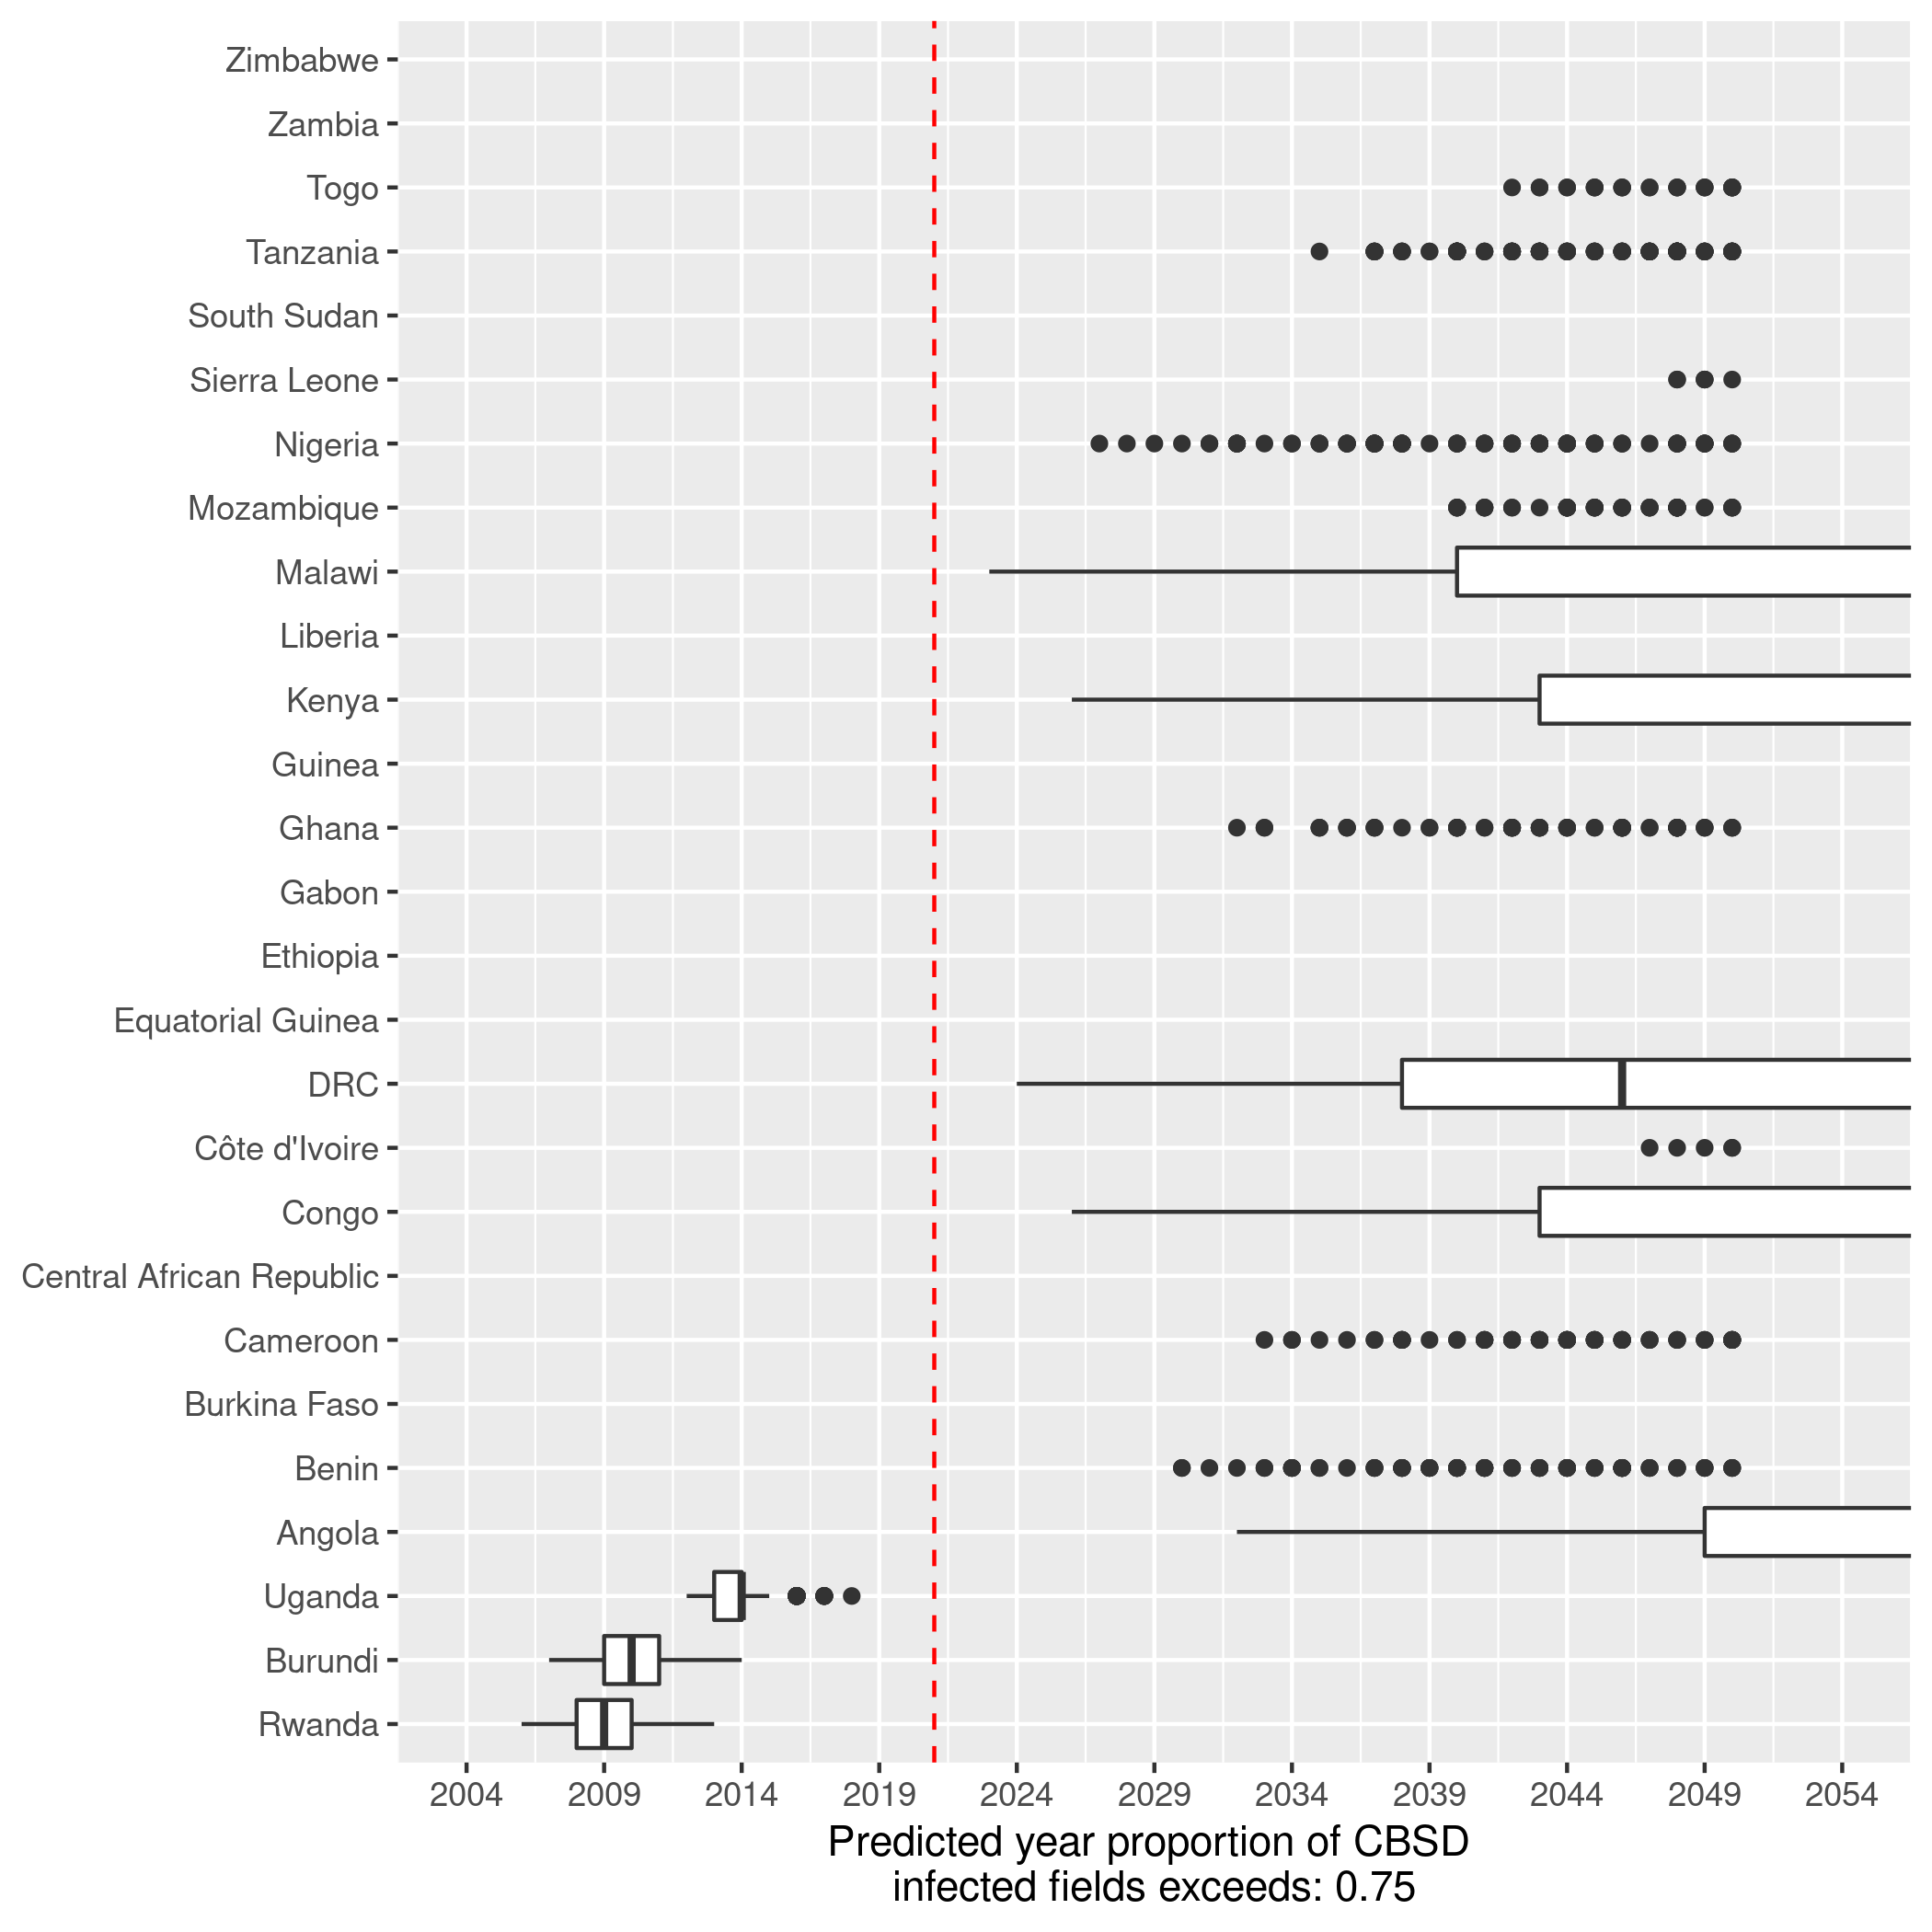 Zimbabwe
Zambia
Togo
Tanzania
South Sudan
Sierra Leone
Nigeria
Mozambique
Malawi
Liberia
Kenya
Guinea
Ghana
Gabon
Ethiopia
Equatorial Guinea
DRC
Côte d'Ivoire
Congo
Central African Republic
Cameroon
Burkina Faso
Benin
Angola
Uganda
Burundi
Rwanda
2004 2009 2014 2019 2024 2029 2034 2039 2044 2049 2054
Predicted year proportion of CBSD
infected fields exceeds: 0.75